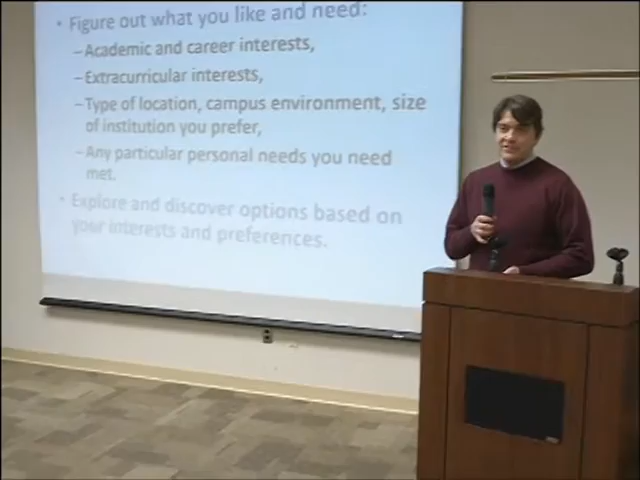 • Figure out what you like and need:
– Academic and career interests,
– Extracurricular interests,
– Type of location, campus environment, size
of institution you prefer,
– Any particular personal needs you need
met.
• Explore and discover options based on
your interests and preferences.